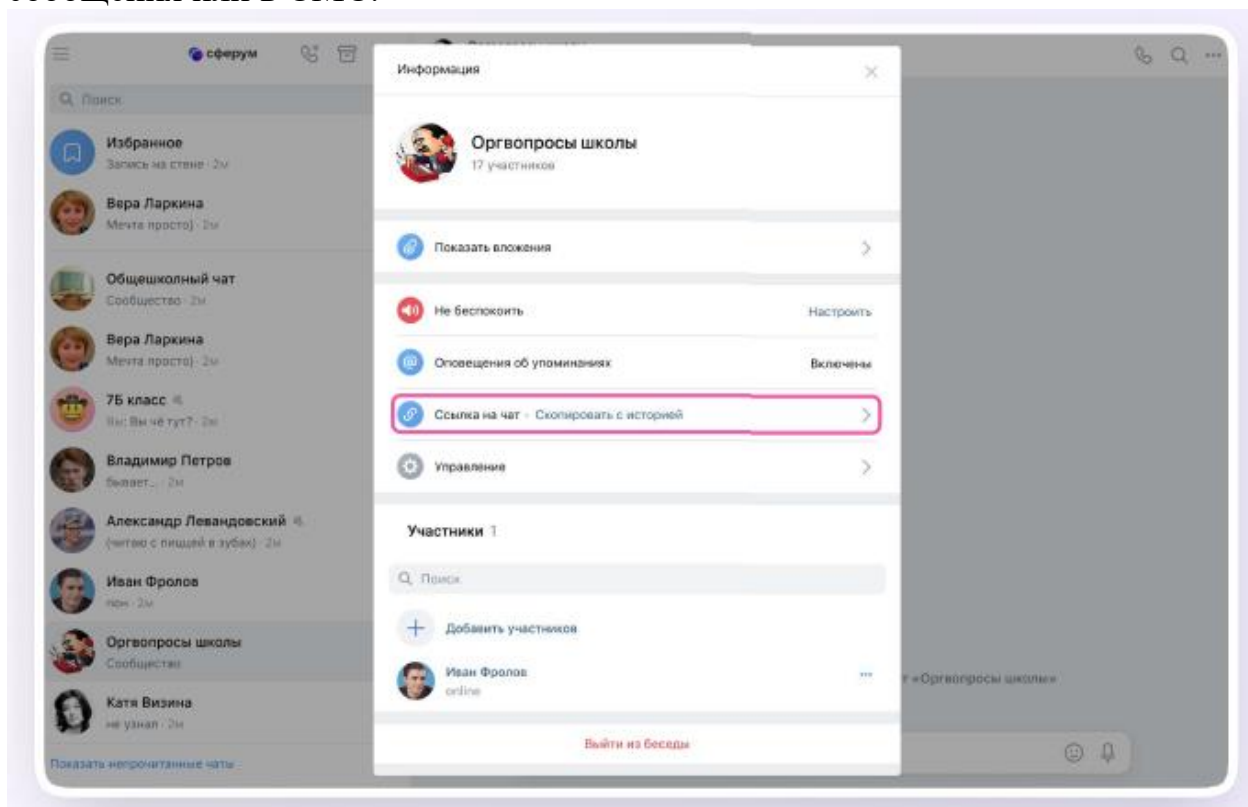 сферум
Поиск
Избранное
Запись на стене · 2м
Вера Ларкина
Мечта просто) · 2м
Общешкольный чат
Сообщество · 2м
Вера Ларкина
Мечта просто) · 2м
7Б класс
Вы: Вы че тут? · 2м
Владимир Петров
бывает... · 2м
Александр Левандовский
(читаю с пиццей в зубах) · 2м
Иван Фролов
2м
Оргвопросы школы
Сообщество
Катя Визина
не узнал · 2м
Показать непрочитанные чаты
Информация
Оргвопросы школы
17 участников
Показать вложения
Не беспокоить
Настроить
Оповещения об упоминаниях
Включены
Ссылка на чат · Скопировать с историей
Управление
Участники 1
Поиск
Добавить участников
Иван Фролов
online
Выйти из беседы
«Оргвопросы школы»